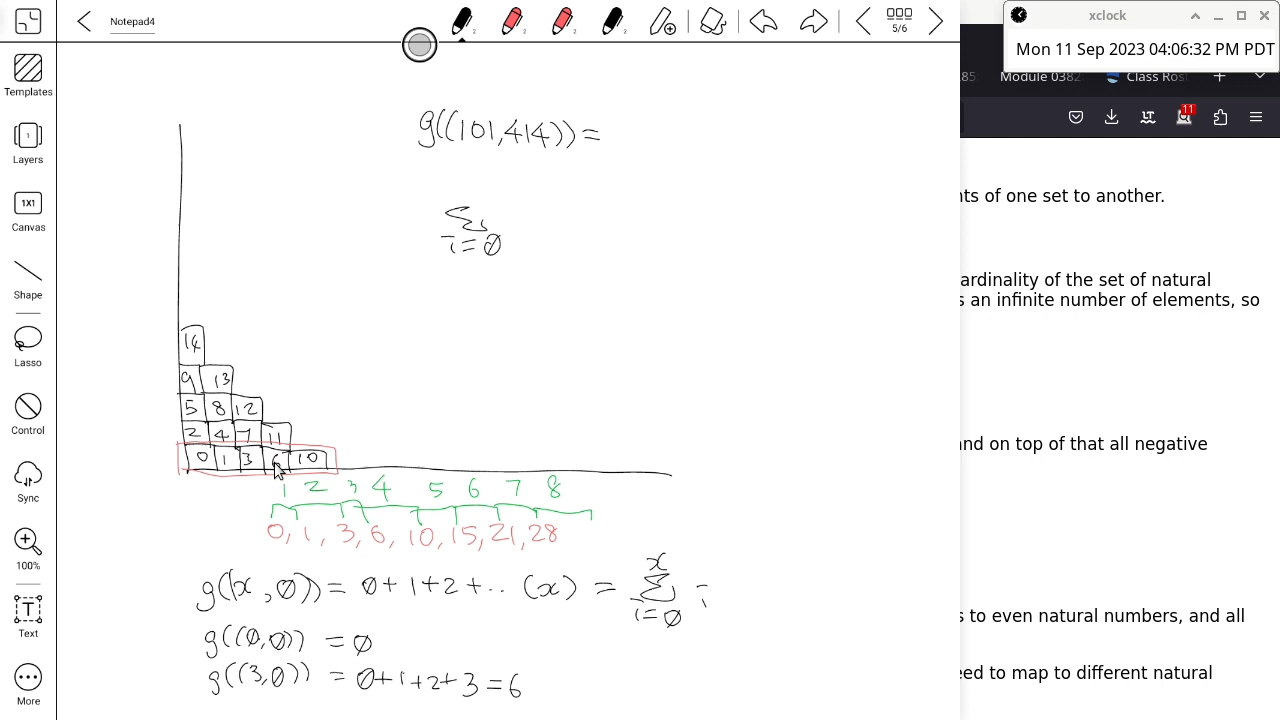 Notepad4
5/6
xclock
Mon 11 Sep 2023 04:06:32 PM PDT
Module 0382
Class Rosl
11
Templates
Layers
1X1
Canvas
Shape
Lasso
Control
Sync
100%
Text
More
g((101,414))=
Σ
i=0
14
9 13
5 8 12
2 4 7 11
0 1 3 6 10
1 2 3 4 5 6 7 8
0, 1, 3, 6, 10, 15, 21, 28
x
g((x,0)) = 0+1+2+.. (x) = Σ i
i=0
g((0,0)) = 0
g((3,0)) = 0+1+2+3=6
nts of one set to another.
ardinality of the set of natural
s an infinite number of elements, so
and on top of that all negative
s to even natural numbers, and all
eed to map to different natural